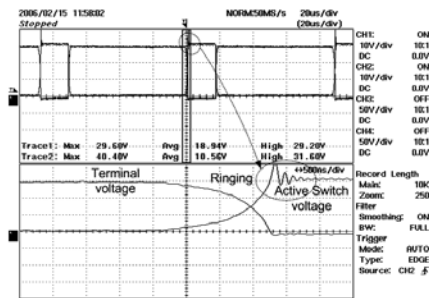 2006/02/15 11:58:02
Stopped
NORM:50MS/s
20us/div
(20us/div)
CH1: ON
10V/div 10:1
DC 0.0V
CH2: ON
10V/div 10:1
DC 0.0V
CH3: OFF
50V/div 10:1
DC 0.0V
CH4: OFF
50V/div 10:1
DC 0.0V
Trace1: Max 29.60V Avg 18.94V High 29.20V
Trace2: Max 40.40V Avg 10.56V High 31.60V
Terminal
voltage
Ringing
500ns/div
Active Switch
voltage
Record Length
Main: 10K
Zoom: 250
Filter
Smoothing: ON
BW: FULL
Trigger
Mode: AUTO
Type: EDGE
Source: CH2